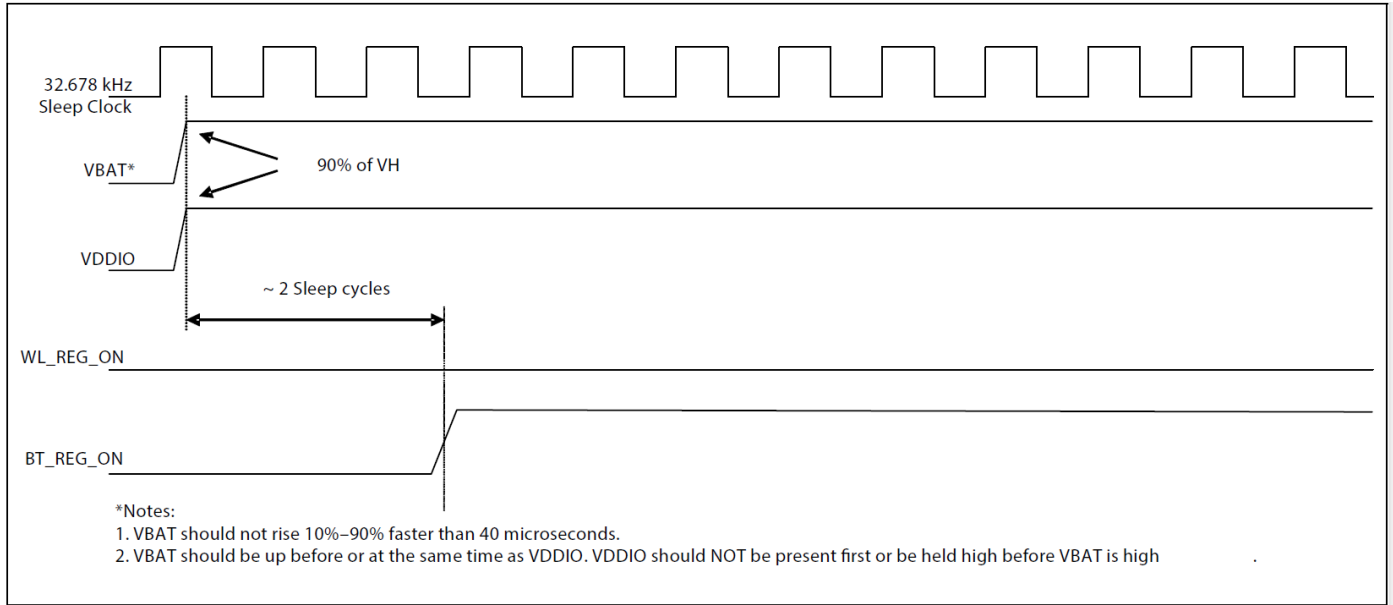 32.678 kHz
Sleep Clock
VBAT*
90% of VH
VDDIO
~ 2 Sleep cycles
WL_REG_ON
BT_REG_ON
*Notes:
1. VBAT should not rise 10%–90% faster than 40 microseconds.
2. VBAT should be up before or at the same time as VDDIO. VDDIO should NOT be present first or be held high before VBAT is high .